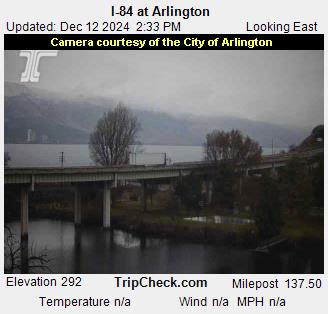 I-84 at Arlington
Updated: Dec 12 2024 2:33 PM Looking East
Camera courtesy of the City of Arlington
Elevation 292 TripCheck.com Milepost 137.50
Temperature n/a Wind n/a MPH n/a